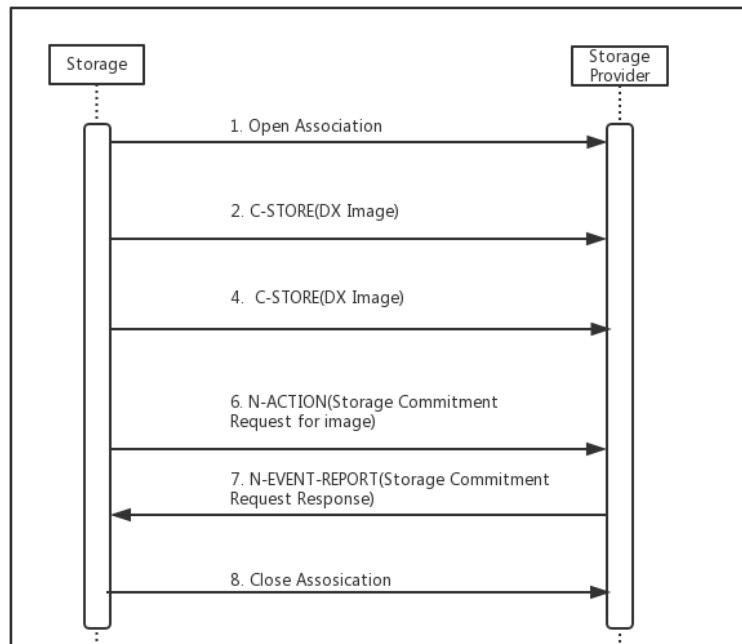 Storage
Storage
Provider
1. Open Association
2. C-STORE(DX Image)
4. C-STORE(DX Image)
6. N-ACTION(Storage Commitment
Request for image)
7. N-EVENT-REPORT(Storage Commitment
Request Response)
8. Close Assosication